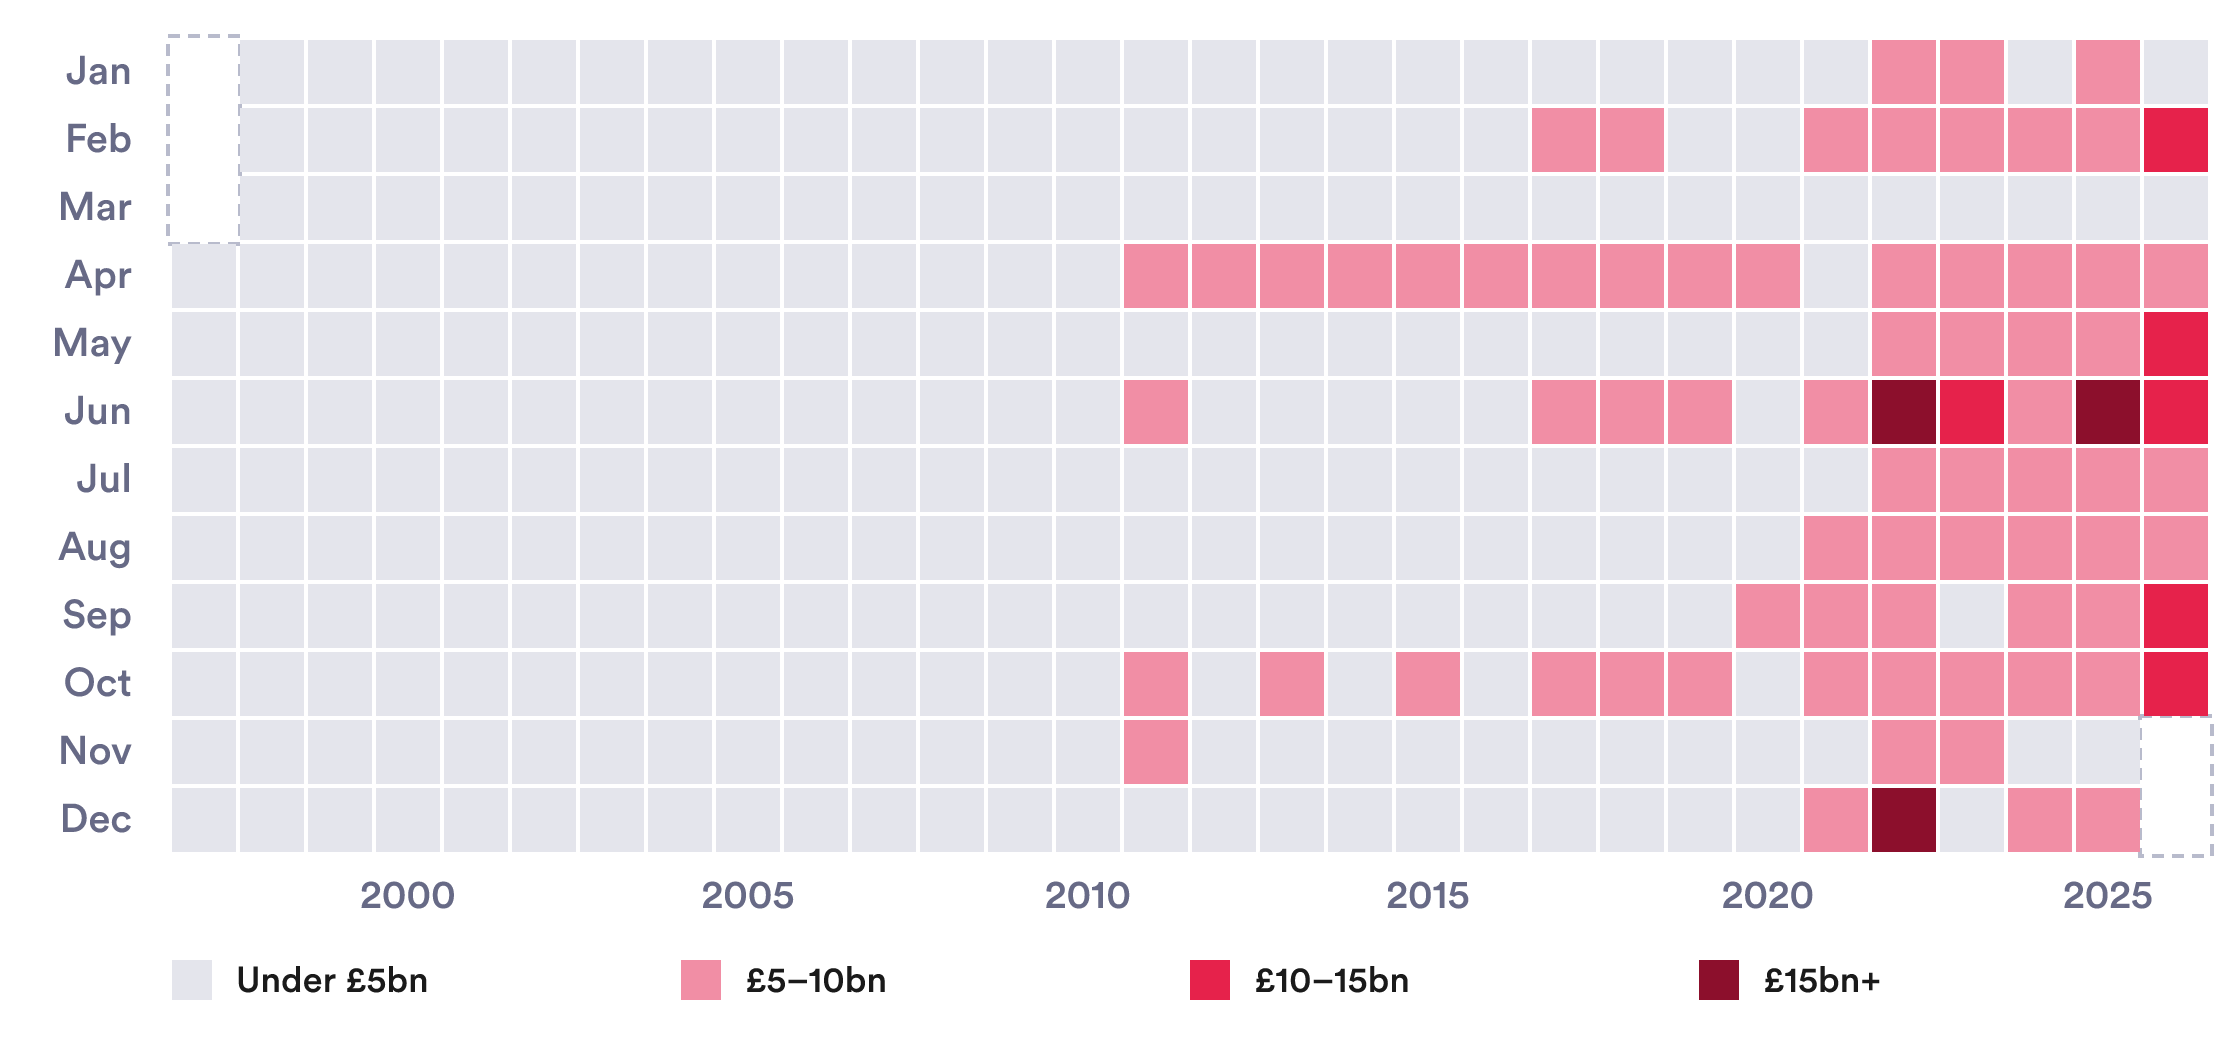 Jan
Feb
Mar
Apr
May
Jun
Jul
Aug
Sep
Oct
Nov
Dec
2000 2005 2010 2015 2020 2025
Under £5bn £5–10bn £10–15bn £15bn+